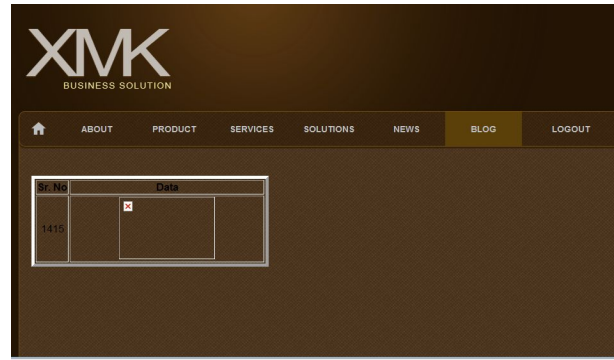 XMK
BUSINESS SOLUTION
ABOUT PRODUCT SERVICES SOLUTIONS NEWS BLOG LOGOUT
Sr. No Data
1415